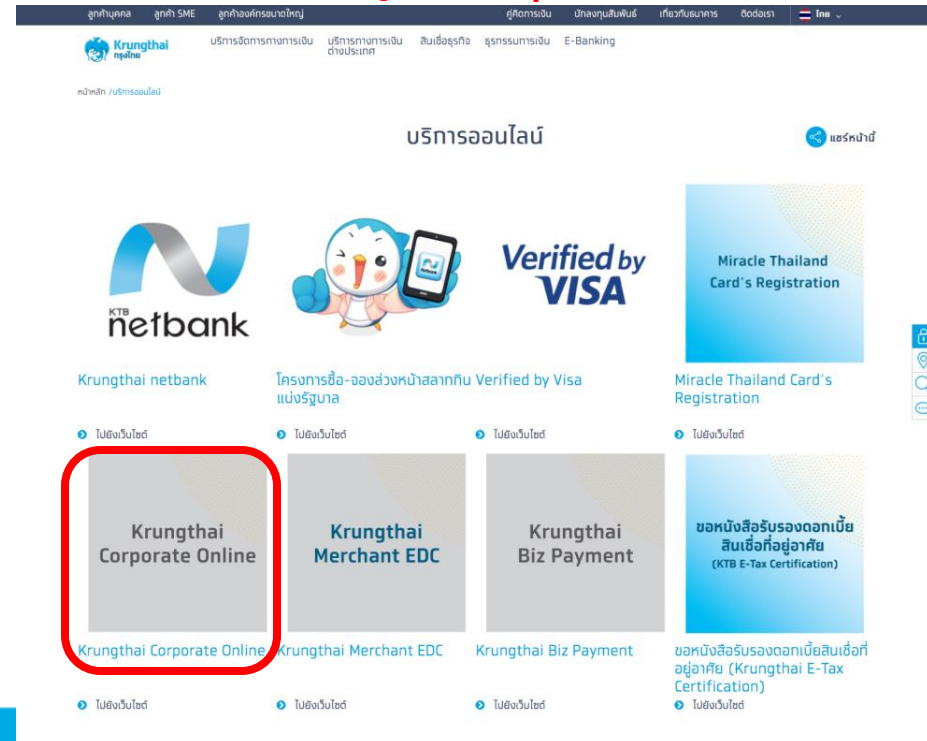 ลูกค้าบุคคล ลูกค้า SME ลูกค้าองค์กรขนาดใหญ่ คู่คิดการเงิน นักลงทุนสัมพันธ์ เกี่ยวกับธนาคาร ติดต่อเรา ไทย
Krungthai
กรุงไทย
บริการจัดการทางการเงิน บริการทางการเงิน สินเชื่อธุรกิจ ธุรกรรมการเงิน E-Banking
ต่างประเทศ
หน้าหลัก /บริการออนไลน์
บริการออนไลน์
แชร์หน้านี้
KTB
netbank
netbank
Verified by
VISA
Miracle Thailand
Card's Registration
Krungthai netbank
โครงการซื้อ-จองล่วงหน้าสลากกิน
แบ่งรัฐบาล
Verified by Visa
Miracle Thailand Card's
Registration
ไปยังเว็บไซต์ ไปยังเว็บไซต์ ไปยังเว็บไซต์ ไปยังเว็บไซต์
Krungthai
Corporate Online
Krungthai
Merchant EDC
Krungthai
Biz Payment
ขอหนังสือรับรองดอกเบี้ย
สินเชื่อที่อยู่อาศัย
(KTB E-Tax Certification)
Krungthai Corporate Online
Krungthai Merchant EDC
Krungthai Biz Payment
ขอหนังสือรับรองดอกเบี้ยสินเชื่อที่
อยู่อาศัย (Krungthai E-Tax
Certification)
ไปยังเว็บไซต์ ไปยังเว็บไซต์ ไปยังเว็บไซต์ ไปยังเว็บไซต์